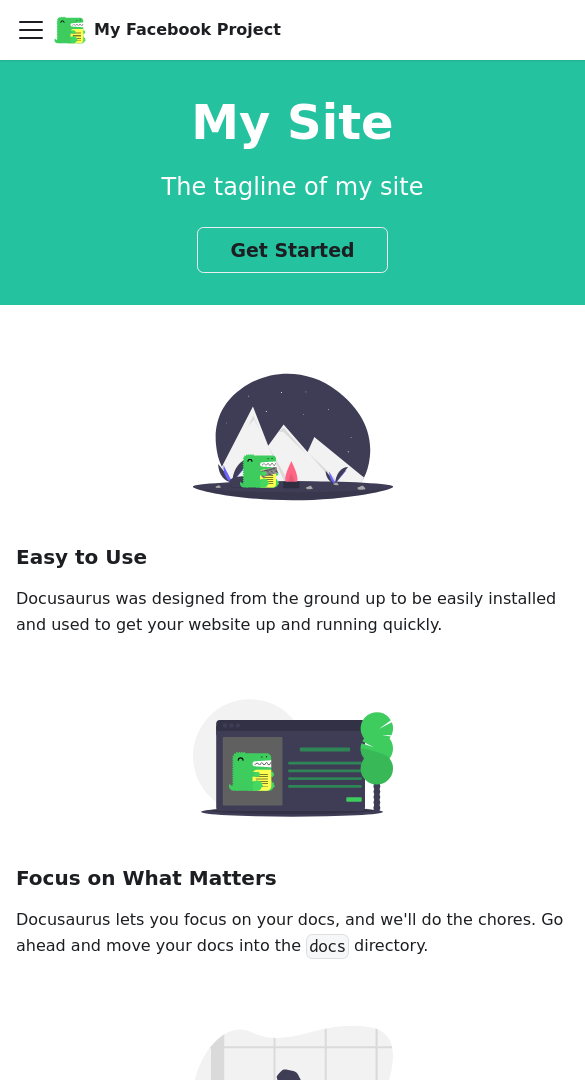 My Facebook Project
My Site
The tagline of my site
Get Started
Easy to Use
Docusaurus was designed from the ground up to be easily installed
and used to get your website up and running quickly.
Focus on What Matters
Docusaurus lets you focus on your docs, and we'll do the chores. Go
ahead and move your docs into the docs directory.